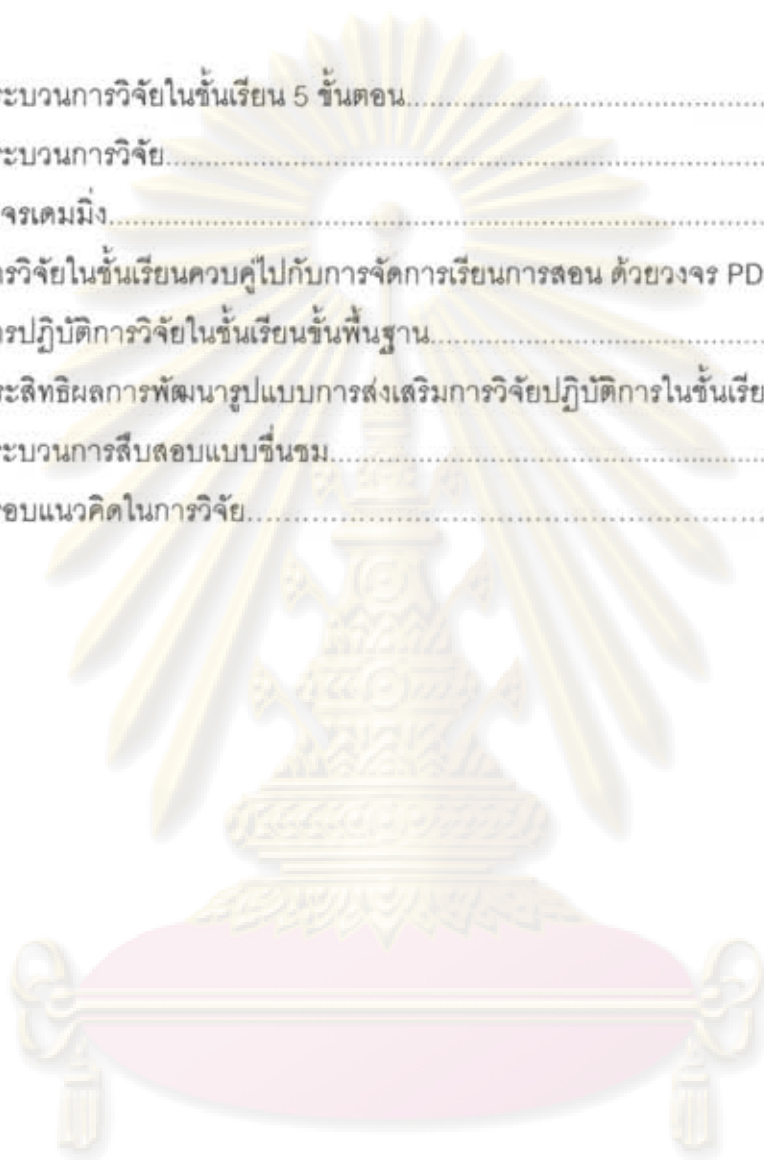 ระบวนการวิจัยในชั้นเรียน 5 ขั้นตอน
ระบวนการวิจัย
จรเดมมิ่ง
ารวิจัยในชั้นเรียนควบคู่ไปกับการจัดการเรียนการสอน ด้วยวงจร PD
ารปฏิบัติการวิจัยในชั้นเรียนขั้นพื้นฐาน
ระสิทธิผลการพัฒนารูปแบบการส่งเสริมการวิจัยปฏิบัติการในชั้นเรีย
ระบวนการสืบสอบแบบชื่นชม
รอบแนวคิดในการวิจัย